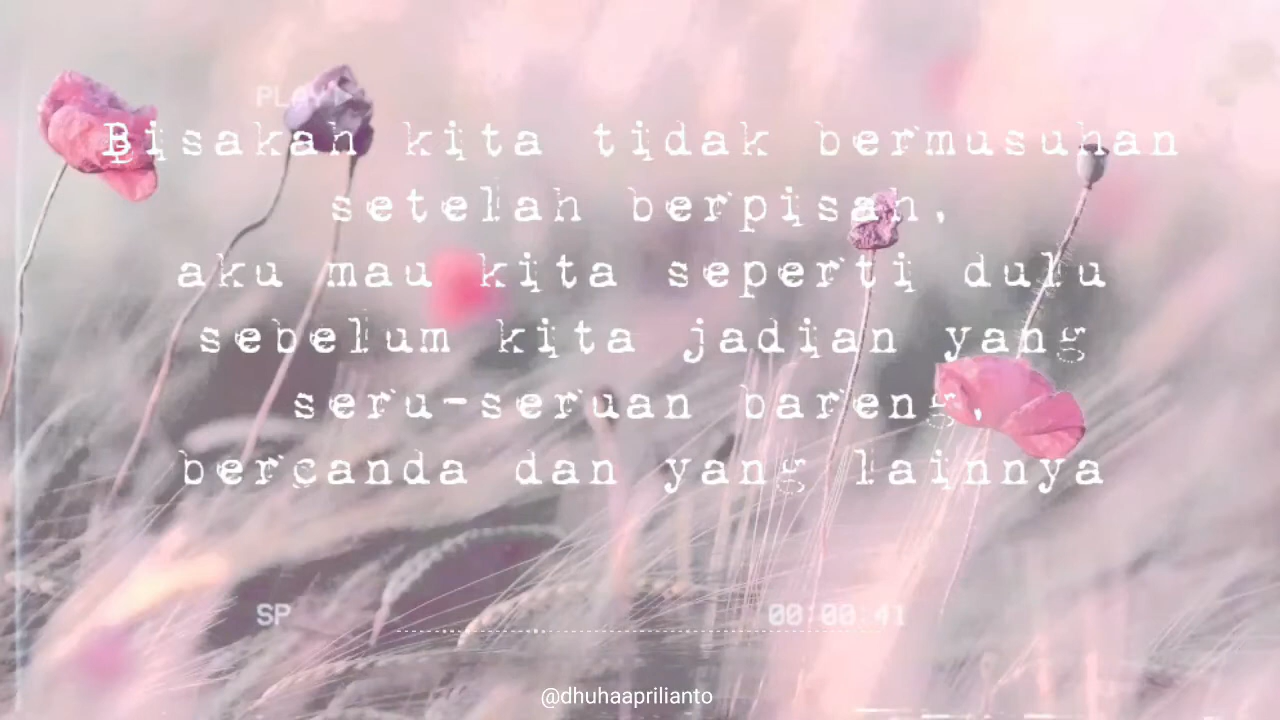 PLAY
Bisakah kita tidak bermusuhan
setelah berpisah,
aku mau kita seperti dulu
sebelum kita jadian yang
seru-seruan bareng,
bercanda dan yang lainnya
SP 00:00:41
@dhuhaaprilianto